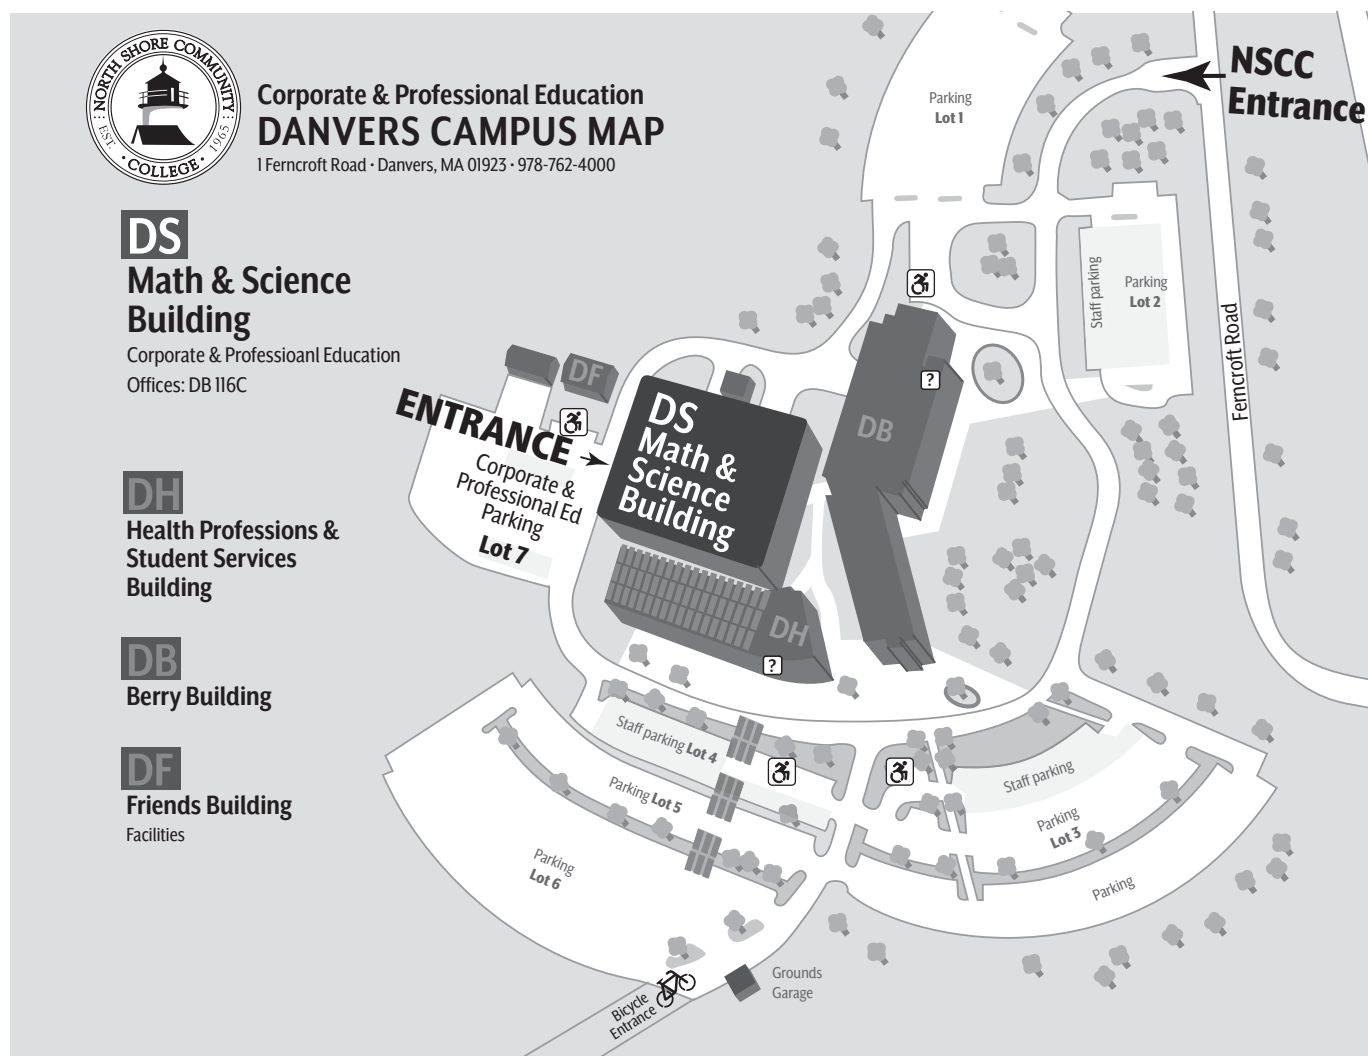 NORTH SHORE COMMUNITY
· COLLEGE ·
EST.
1965
Corporate & Professional Education
DANVERS CAMPUS MAP
1 Ferncroft Road · Danvers, MA 01923 · 978-762-4000
DS
Math & Science
Building
Corporate & Professioanl Education
Offices: DB 116C
DH
Health Professions &
Student Services
Building
DB
Berry Building
DF
Friends Building
Facilities
NSCC
Entrance
Parking
Lot 1
Staff parking
Parking
Lot 2
Ferncroft Road
DF
ENTRANCE
Corporate &
Professional Ed
Parking
Lot 7
DS
Math &
Science
Building
DB
?
DH
?
Staff parking Lot 4
Parking Lot 5
Parking
Lot 6
Staff parking
Parking
Lot 3
Parking
Grounds
Garage
Bicycle
Entrance